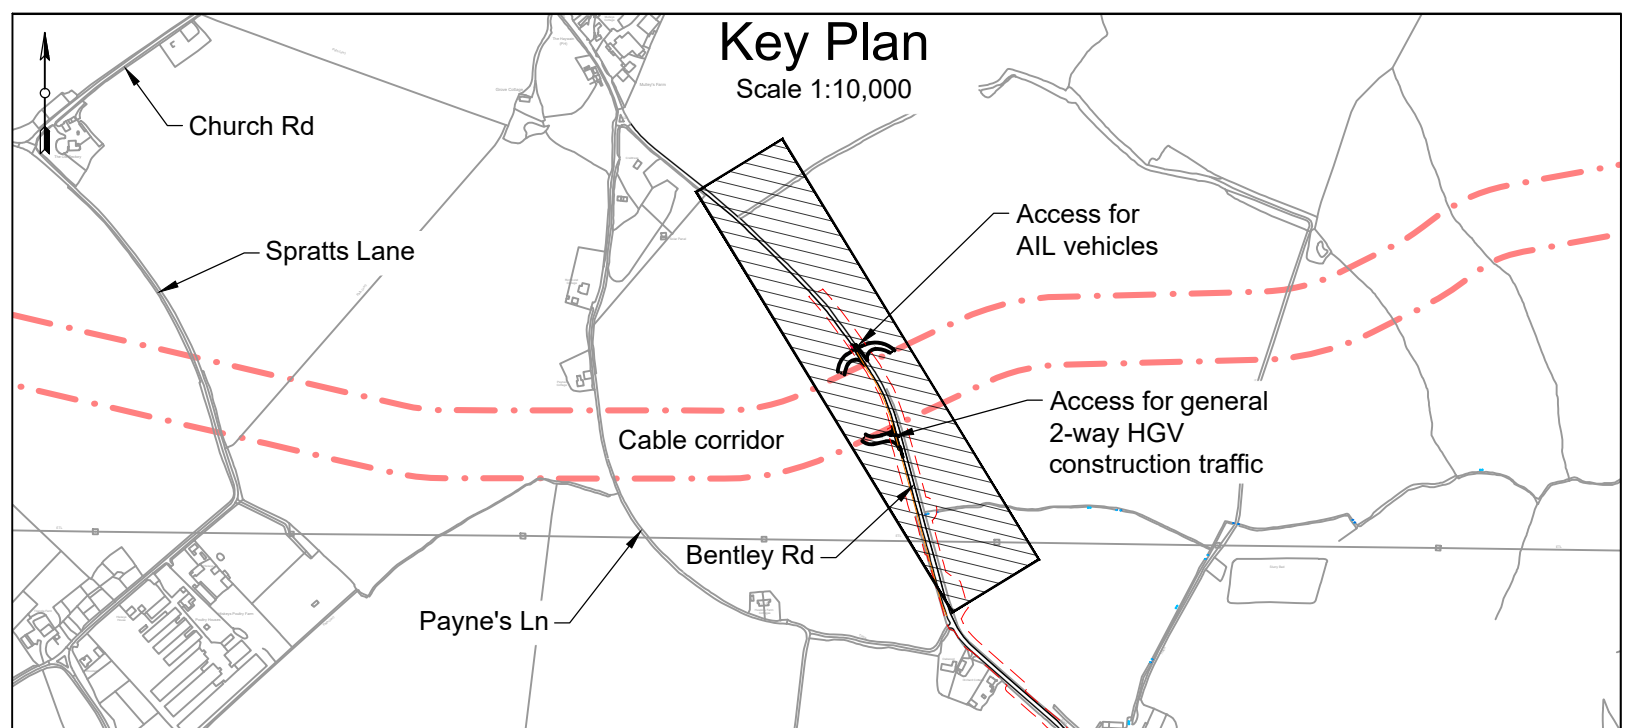 Key Plan
Scale 1:10,000
Church Rd
Spratts Lane
Access for
AIL vehicles
Access for general
2-way HGV
construction traffic
Cable corridor
Bentley Rd
Payne's Ln